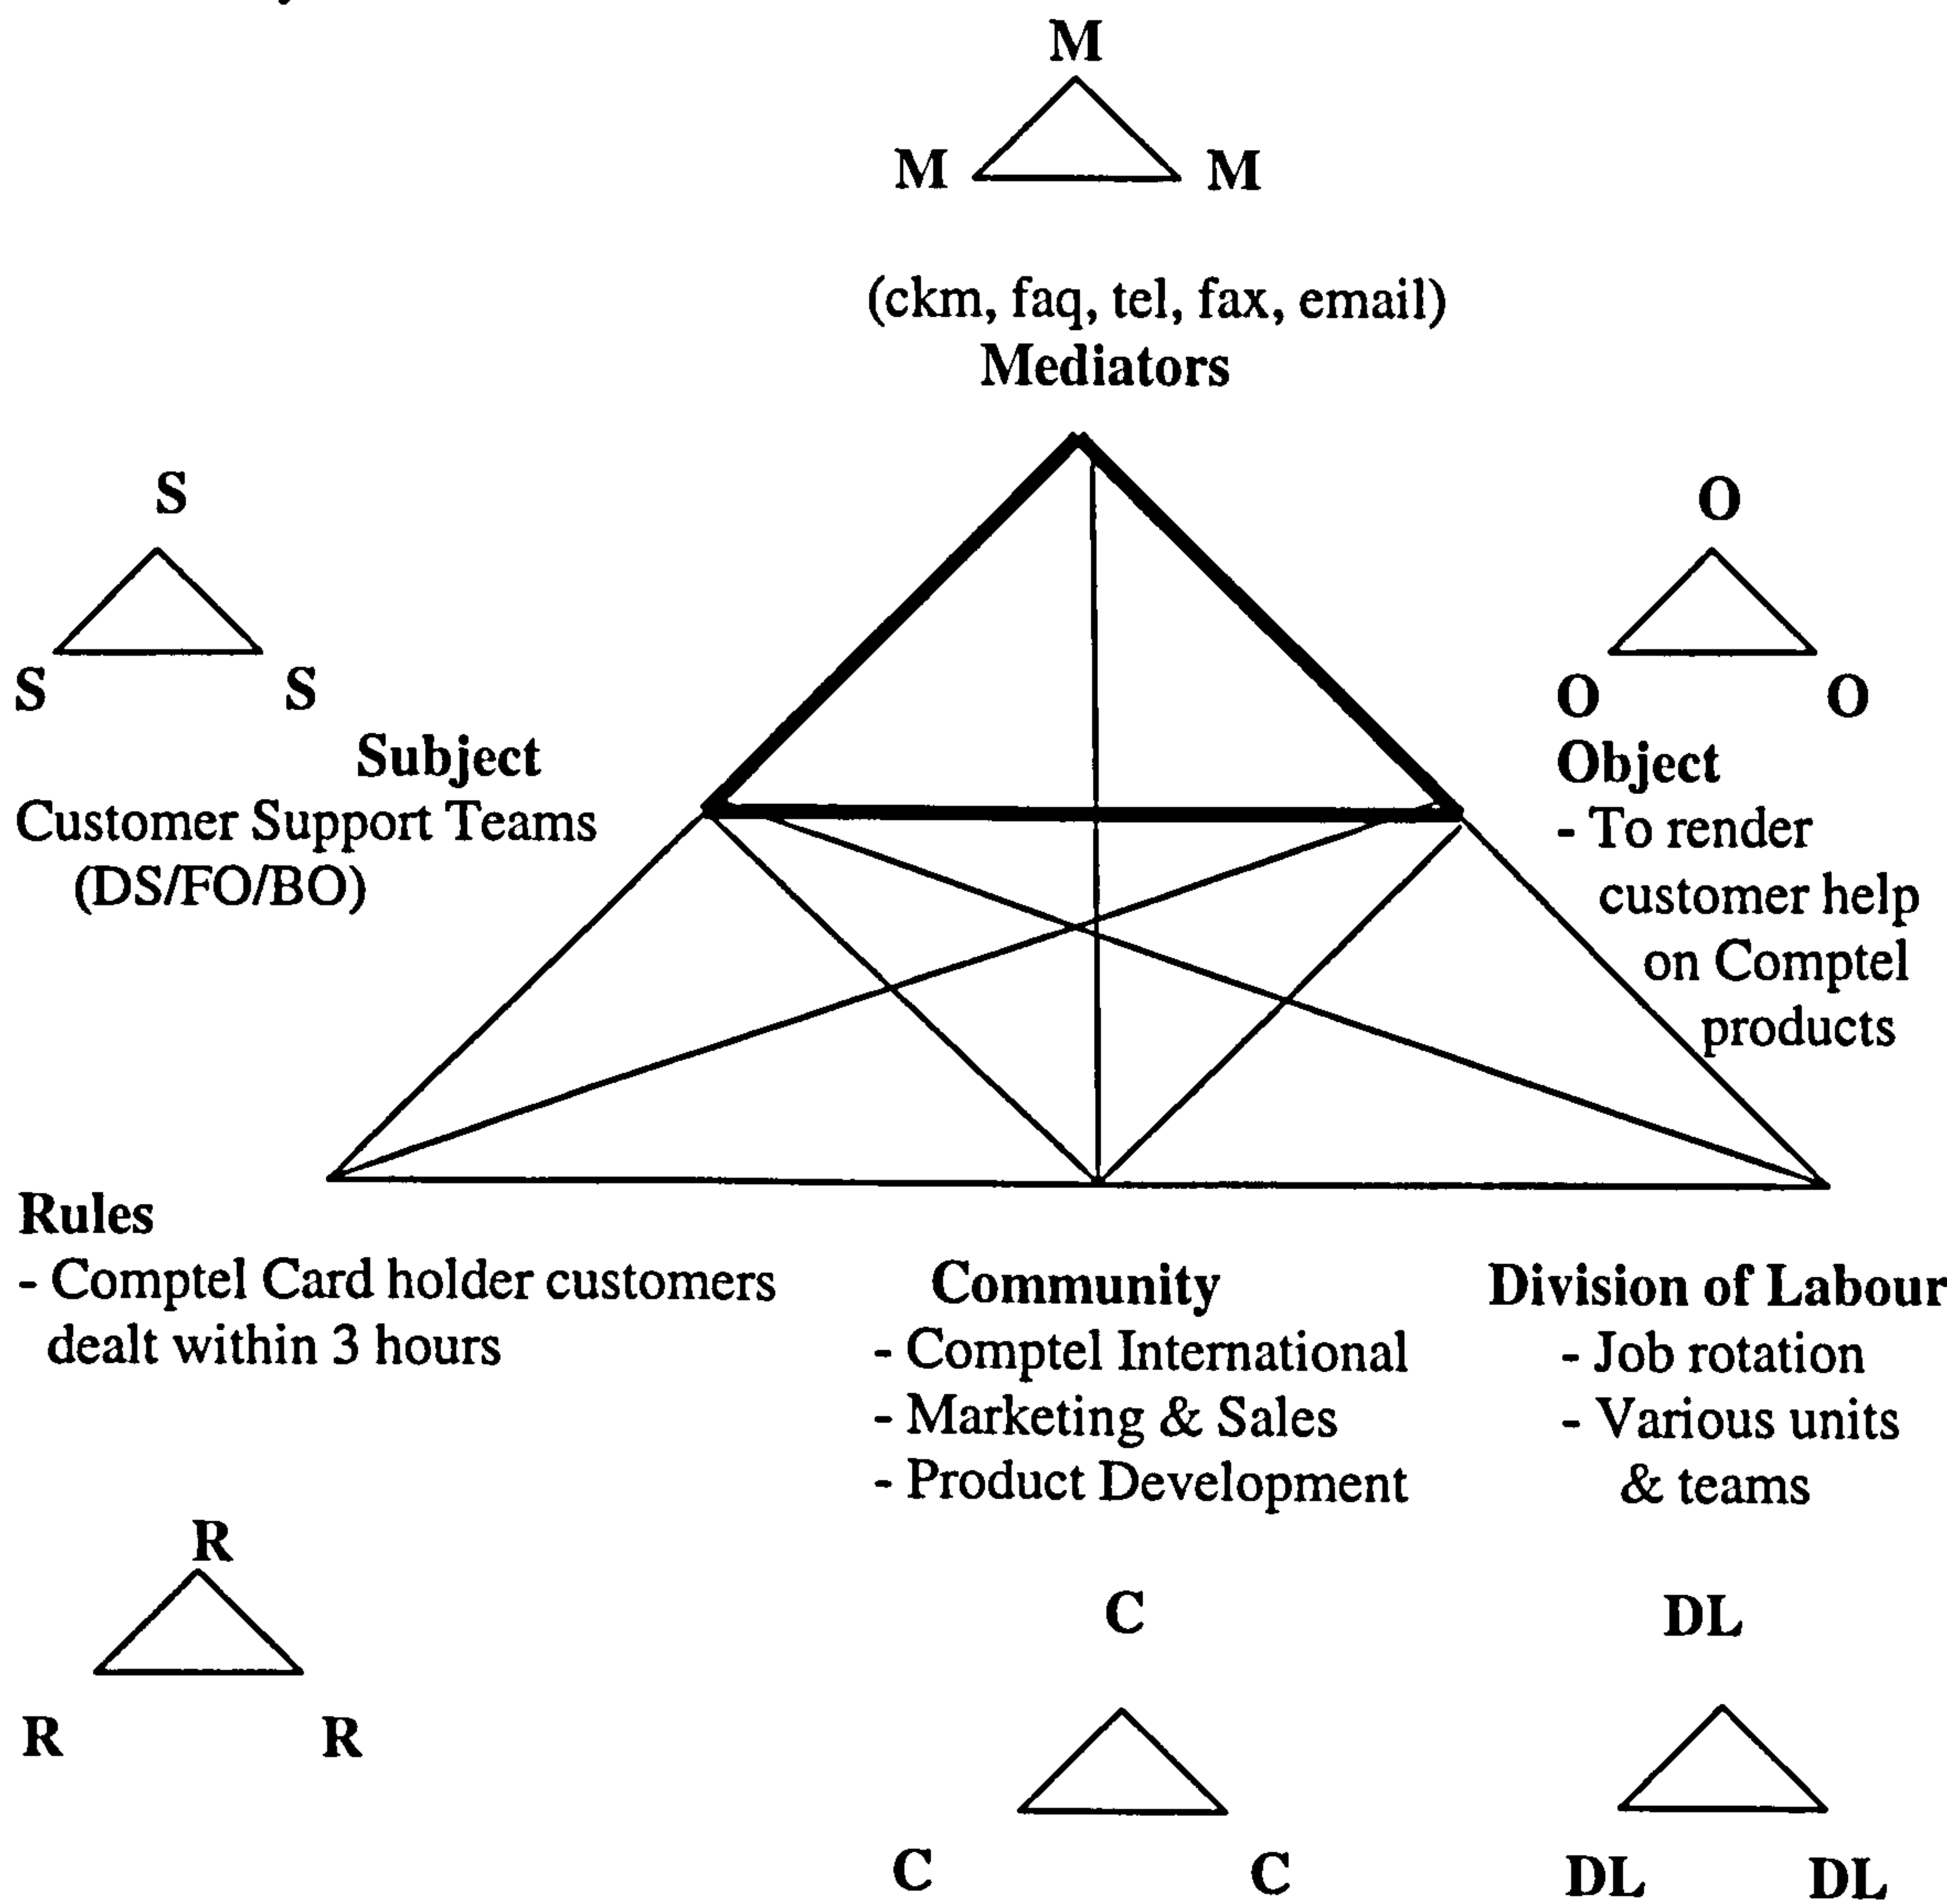 M
M M
(ckm, faq, tel, fax, email)
Mediators
S
S S
O
O O
Subject
Customer Support Teams
(DS/FO/BO)
Object
- To render
customer help
on Comptel
products
Rules
- Comptel Card holder customers
dealt within 3 hours
Community
- Comptel International
- Marketing & Sales
- Product Development
Division of Labour
- Job rotation
- Various units
& teams
R
R R
C
C C
DL
DL DL